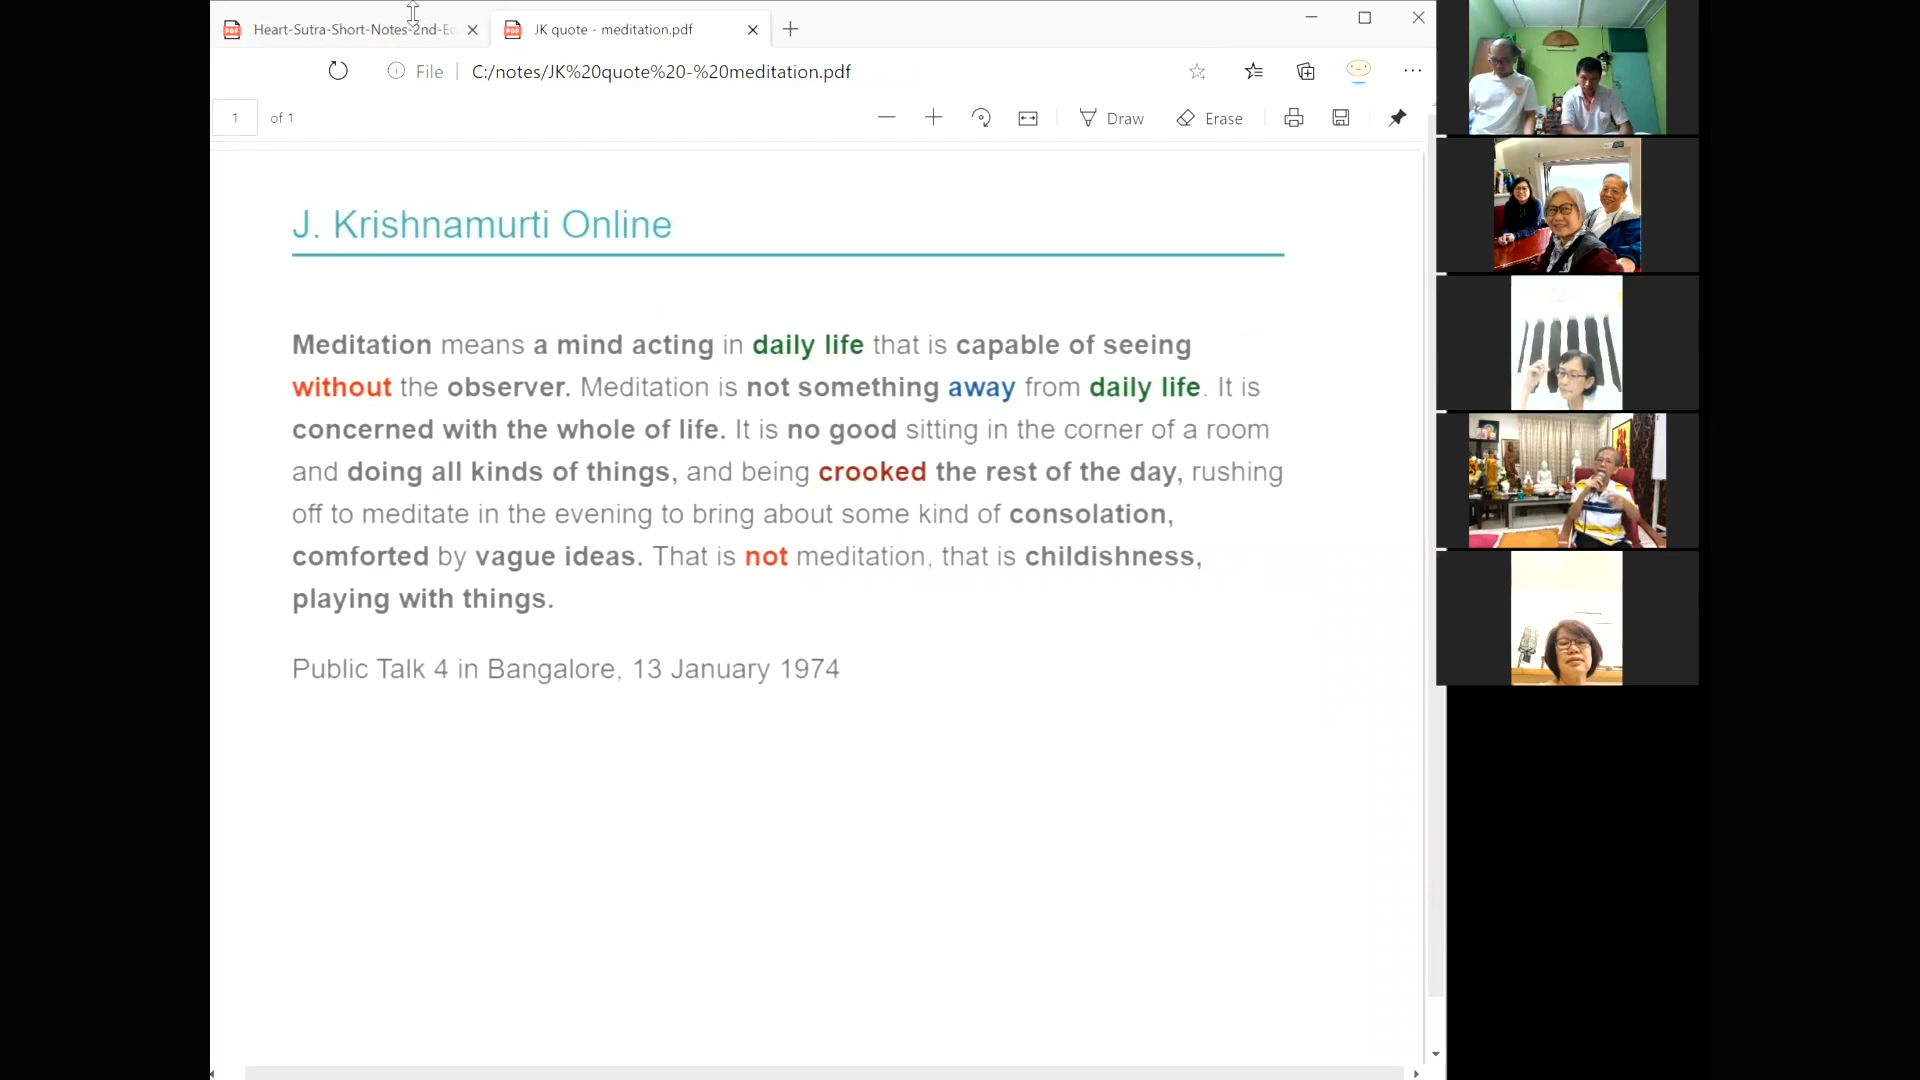 Heart-Sutra-Short-Notes-2nd-Ed
JK quote - meditation.pdf
File
C:/notes/JK%20quote%20-%20meditation.pdf
1 of 1
Draw
Erase
J. Krishnamurti Online
Meditation means a mind acting in daily life that is capable of seeing
without the observer. Meditation is not something away from daily life. It is
concerned with the whole of life. It is no good sitting in the corner of a room
and doing all kinds of things, and being crooked the rest of the day, rushing
off to meditate in the evening to bring about some kind of consolation,
comforted by vague ideas. That is not meditation, that is childishness,
playing with things.
Public Talk 4 in Bangalore, 13 January 1974